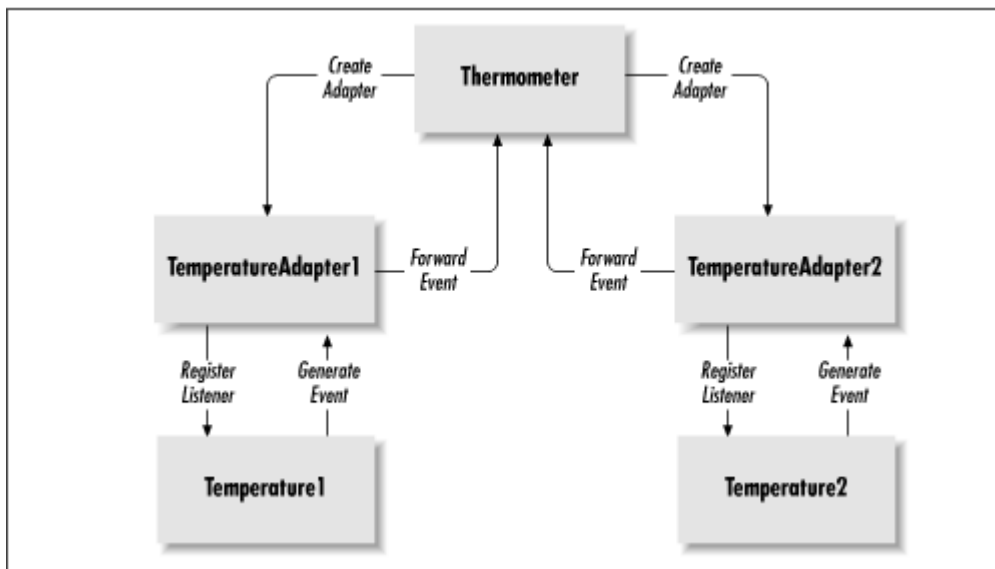 Create
Adapter
Thermometer
Create
Adapter
TemperatureAdapter1
Forward
Event
Forward
Event
TemperatureAdapter2
Register
Listener
Generate
Event
Register
Listener
Generate
Event
Temperature1
Temperature2